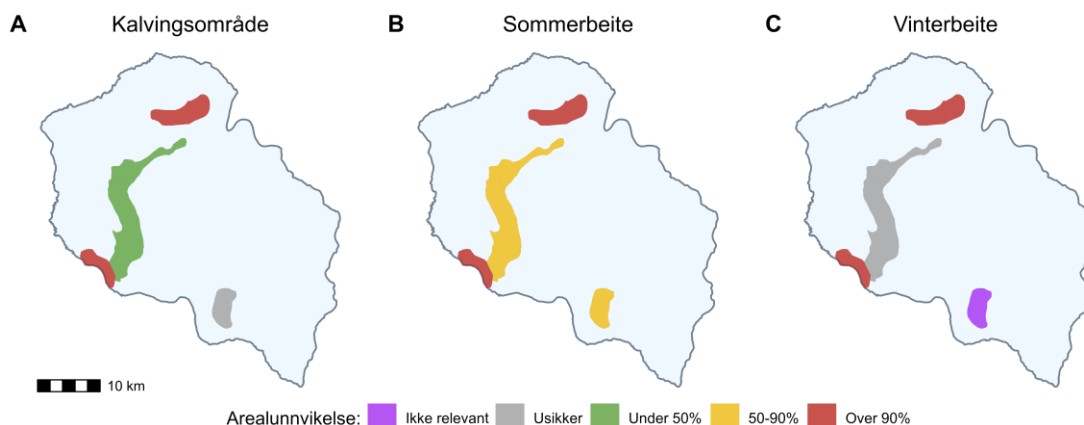 A Kalvingsområde
B Sommerbeite
C Vinterbeite
10 km
Arealunnvikelse: Ikke relevant Usikker Under 50% 50-90% Over 90%